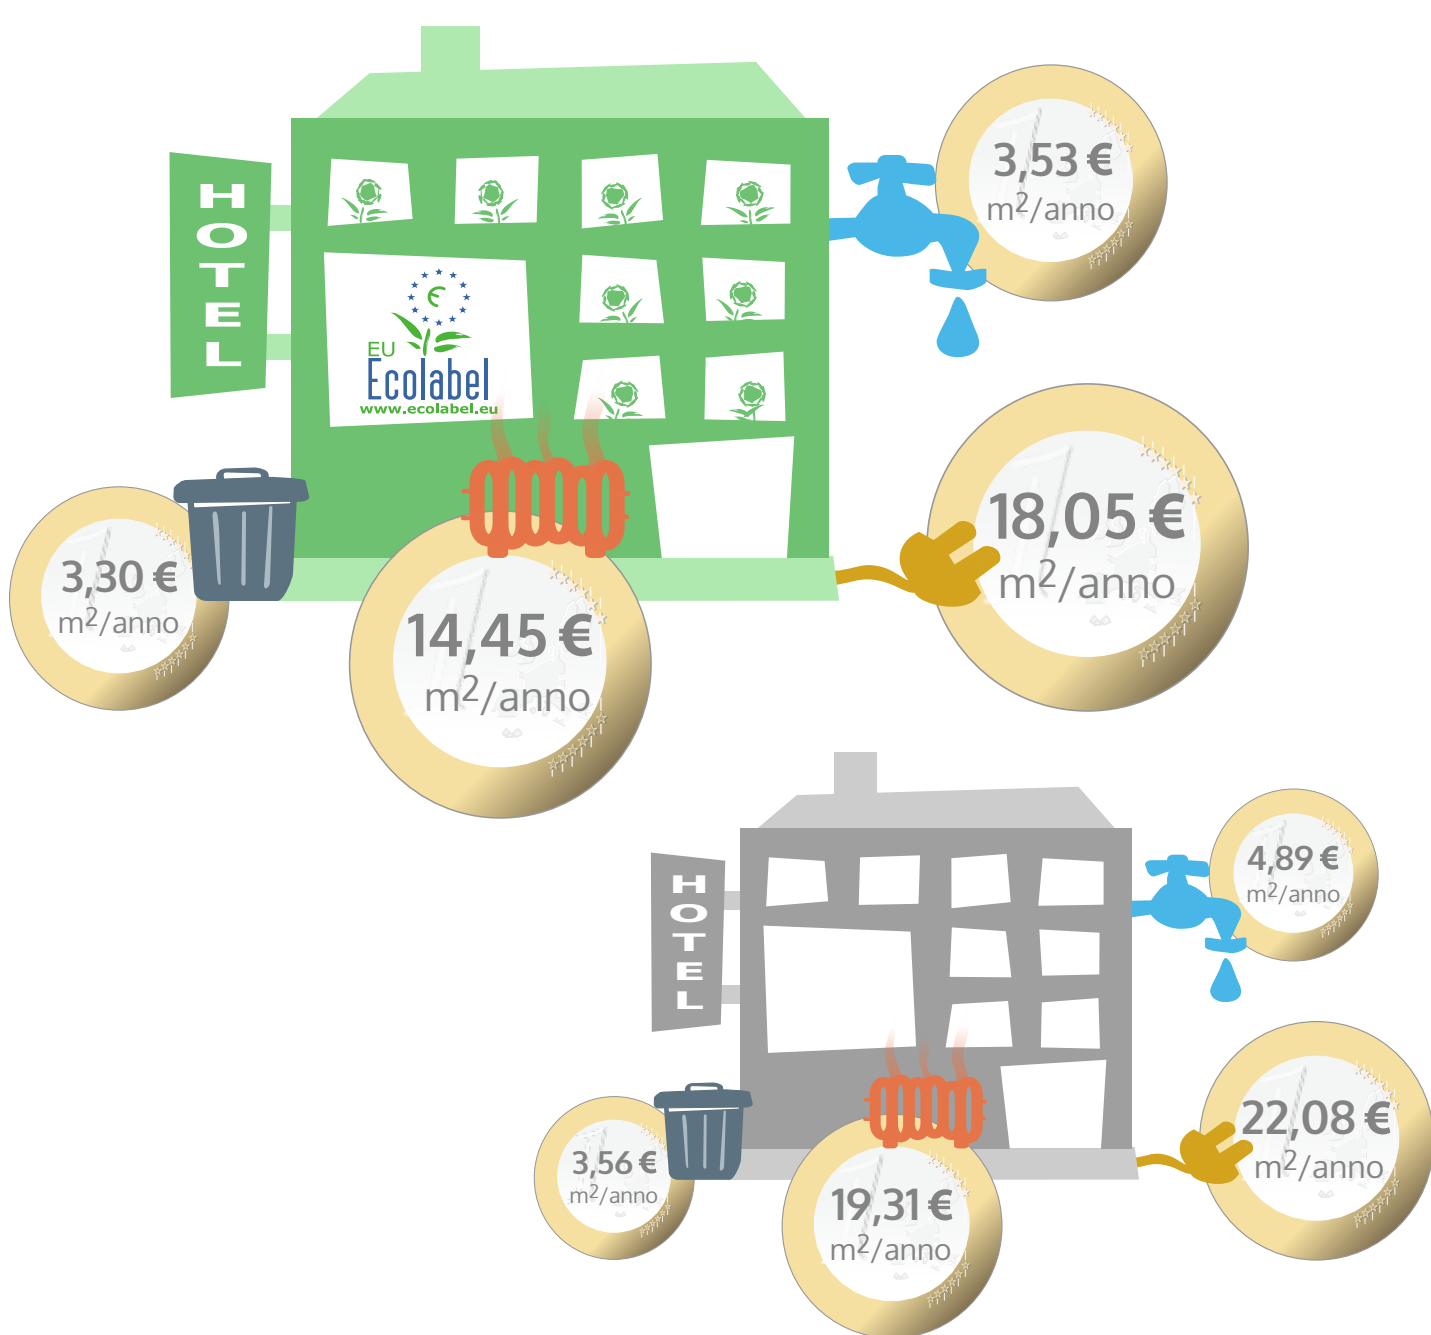 HOTEL
EU
Ecolabel
www.ecolabel.eu
3,53 €
m²/anno
18,05 €
m²/anno
3,30 €
m²/anno
14,45 €
m²/anno
HOTEL
4,89 €
m²/anno
22,08 €
m²/anno
3,56 €
m²/anno
19,31 €
m²/anno